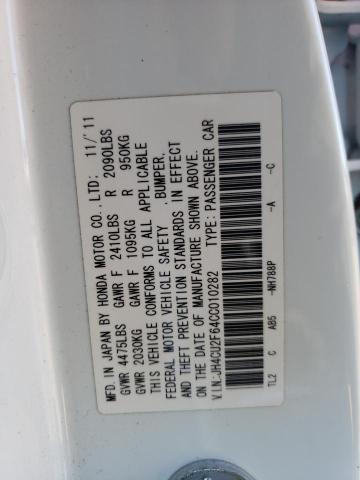 MFD. IN JAPAN BY HONDA MOTOR CO., LTD: 11/'11
GVWR 4475LBS GAWR F 2410LBS R 2090LBS
GVWR 2030KG GAWR F 1095KG R 950KG
THIS VEHICLE CONFORMS TO ALL APPLICABLE
FEDERAL MOTOR VEHICLE SAFETY , BUMPER,
AND THEFT PREVENTION STANDARDS IN EFFECT
ON THE DATE OF MANUFACTURE SHOWN ABOVE.
V.I.N: JH4CU2F64CC010282 TYPE: PASSENGER CAR
TL2 C AB5 -NH788P -A -C